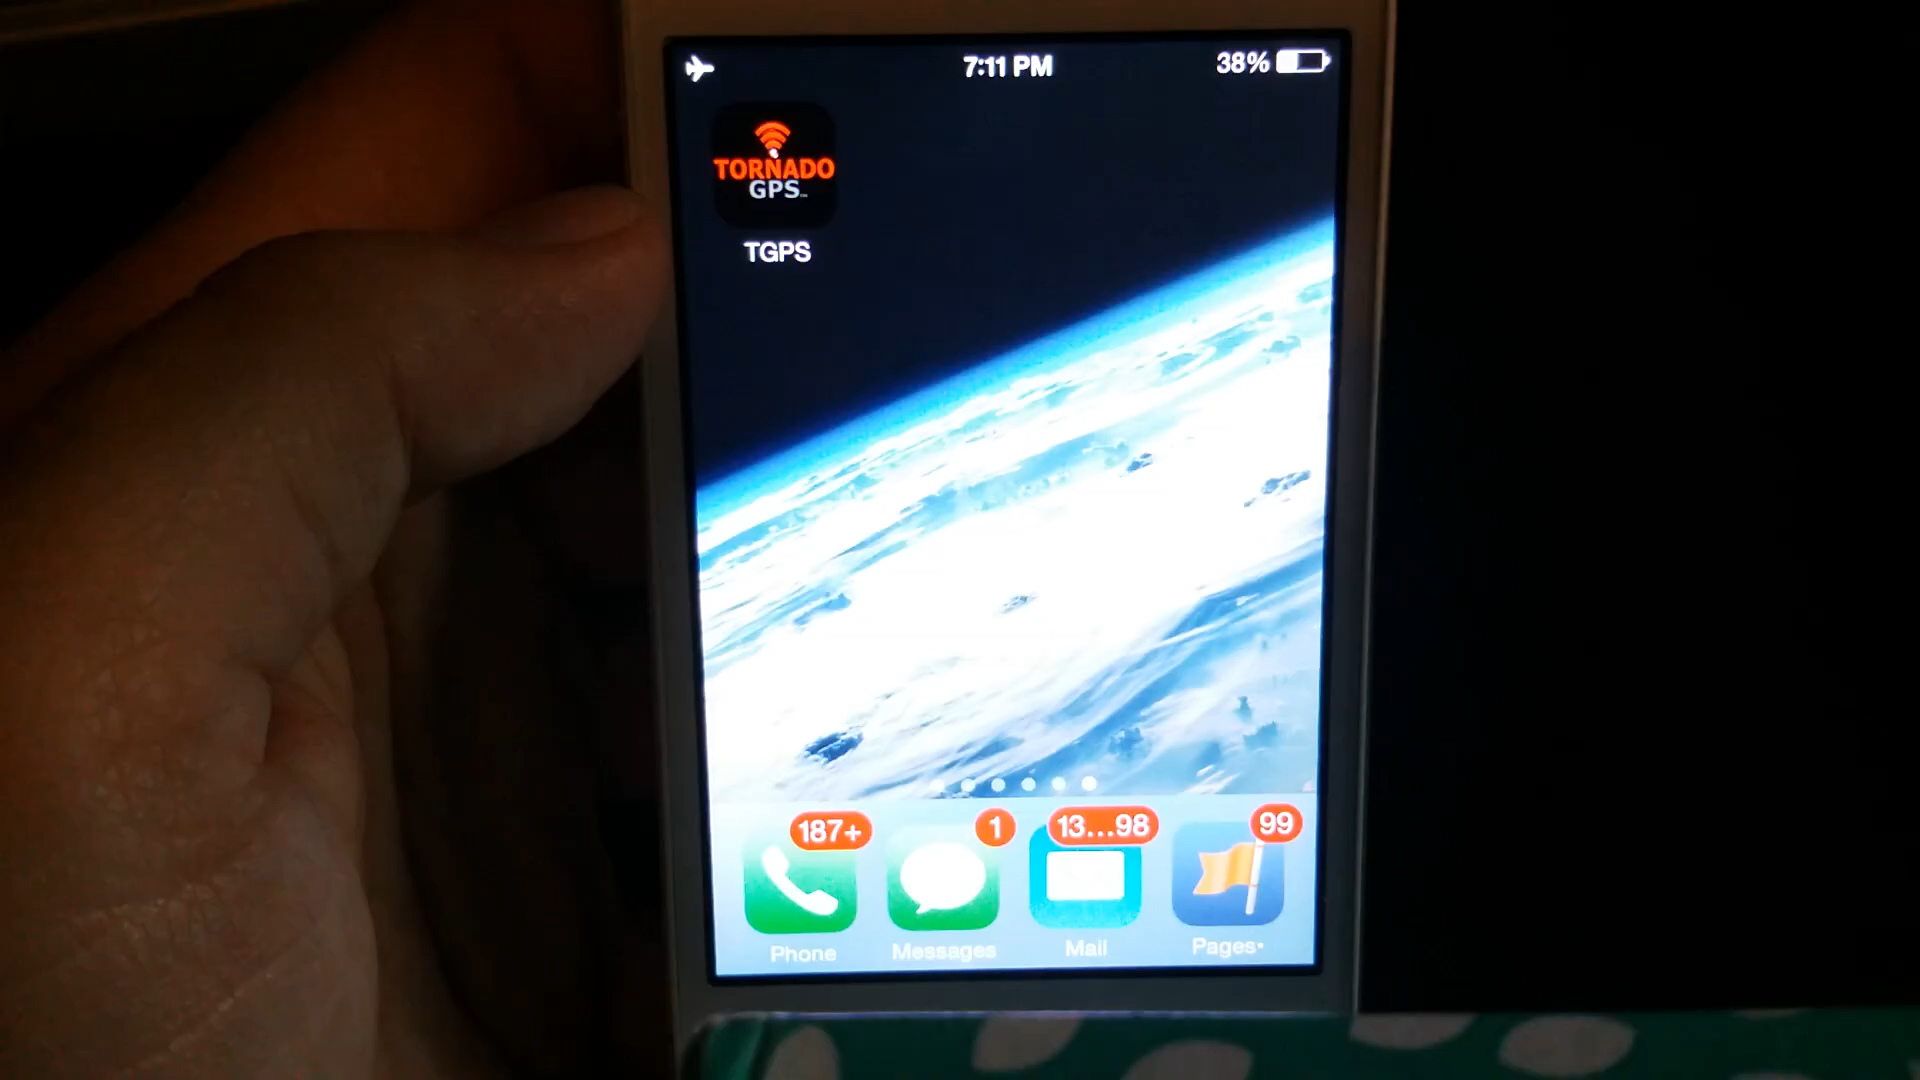 7:11 PM
38%
TORNADO
GPS
TGPS
187+
1
13...98
99
Phone
Messages
Mail
Pages